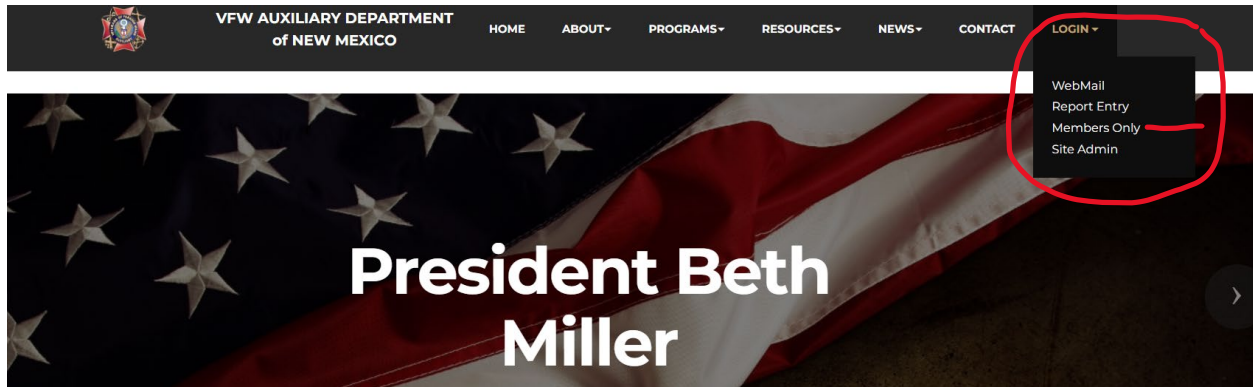 VFW AUXILIARY DEPARTMENT
of NEW MEXICO
HOME ABOUT PROGRAMS RESOURCES NEWS CONTACT LOGIN
WebMail
Report Entry
Members Only
Site Admin
President Beth
Miller